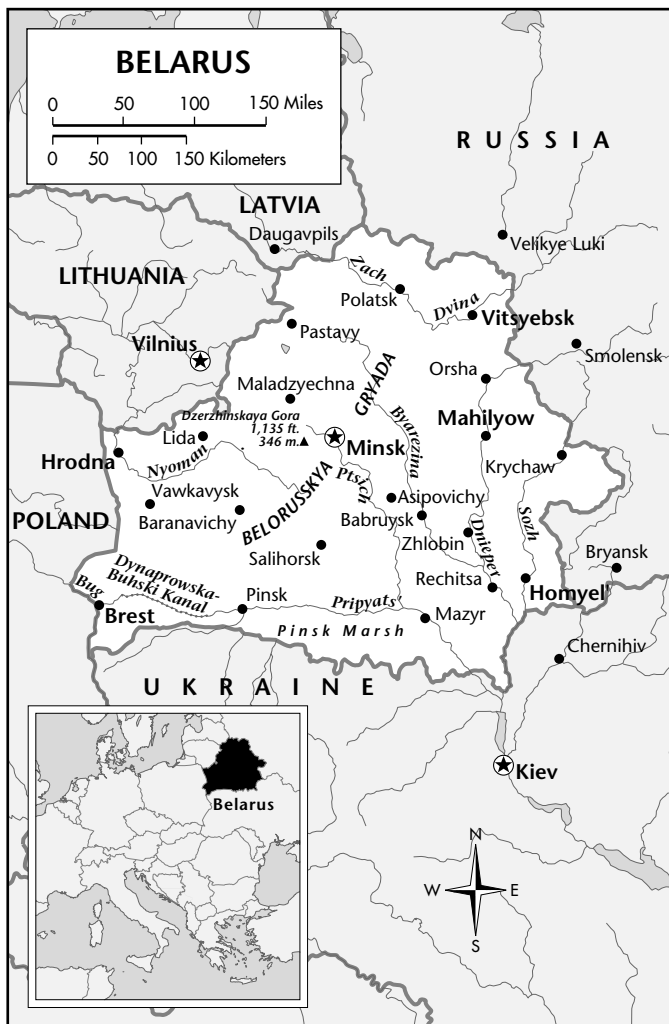 BELARUS
0 50 100 150 Miles
0 50 100 150 Kilometers
RUSSIA
LATVIA
Daugavpils
Velikye Luki
LITHUANIA
Zach
Polatsk
Dvina
Vitsyebsk
Pastavy
Vilnius
Smolensk
Orsha
Maladzyechna
GRYADA
Byarezina
Dzerzhinskaya Gora
1,135 ft.
346 m.
Minsk
Mahilyow
Lida
Hrodna
Nyoman
Krychaw
Ptsich
Vawkavysk
Asipovichy
BELORUSSKYA
Baranavichy
Babruysk
Sozh
POLAND
Zhlobin
Dnieper
Salihorsk
Bryansk
Dynaprowska-
Buhski Kanal
Rechitsa
Bug
Pinsk
Pripyats'
Homyel'
Brest
Mazyr
Pinsk Marsh
Chernihiv
UKRAINE
Kiev
Belarus
N
W E
S